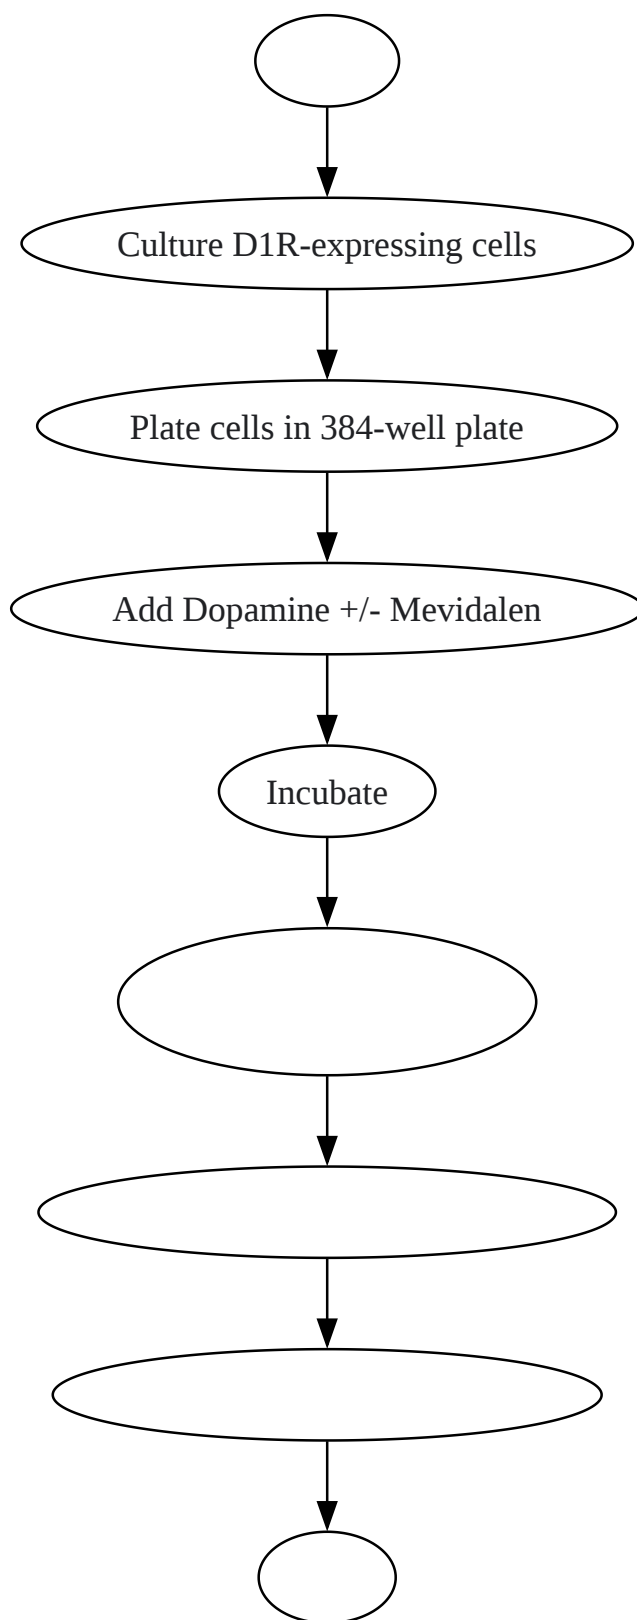 Culture D1R-expressing cells
Plate cells in 384-well plate
Add Dopamine +/- Mevidalen
Incubate